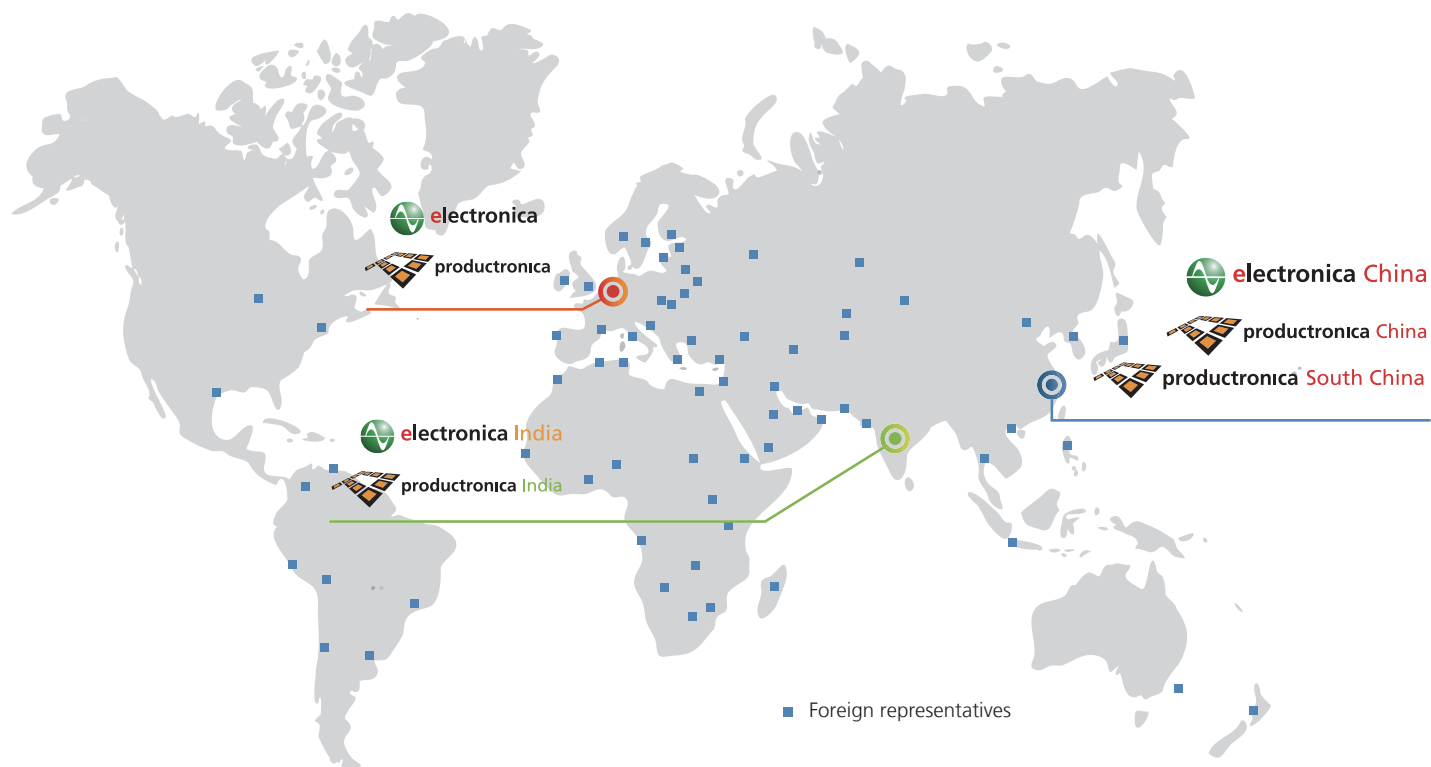 electronica
productronica
electronica China
productronica China
productronica South China
electronica India
productronica India
Foreign representatives